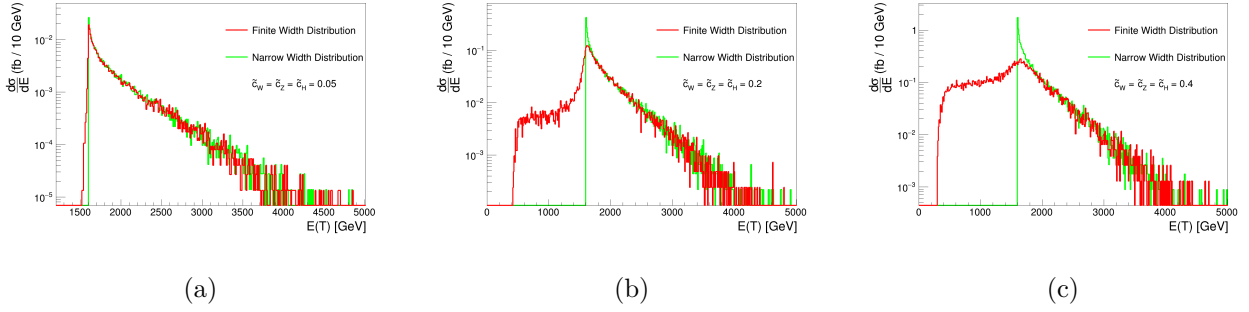 dσ/dE (fb / 10 GeV)
10⁻²
10⁻³
10⁻⁴
10⁻⁵
Finite Width Distribution
Narrow Width Distribution
c̃W = c̃Z = c̃H = 0.05
1500 2000 2500 3000 3500 4000 4500 5000
E(T) [GeV]
(a)
dσ/dE (fb / 10 GeV)
10⁻¹
10⁻²
10⁻³
Finite Width Distribution
Narrow Width Distribution
c̃W = c̃Z = c̃H = 0.2
0 1000 2000 3000 4000 5000
E(T) [GeV]
(b)
dσ/dE (fb / 10 GeV)
1
10⁻¹
10⁻²
10⁻³
Finite Width Distribution
Narrow Width Distribution
c̃W = c̃Z = c̃H = 0.4
0 1000 2000 3000 4000 5000
E(T) [GeV]
(c)